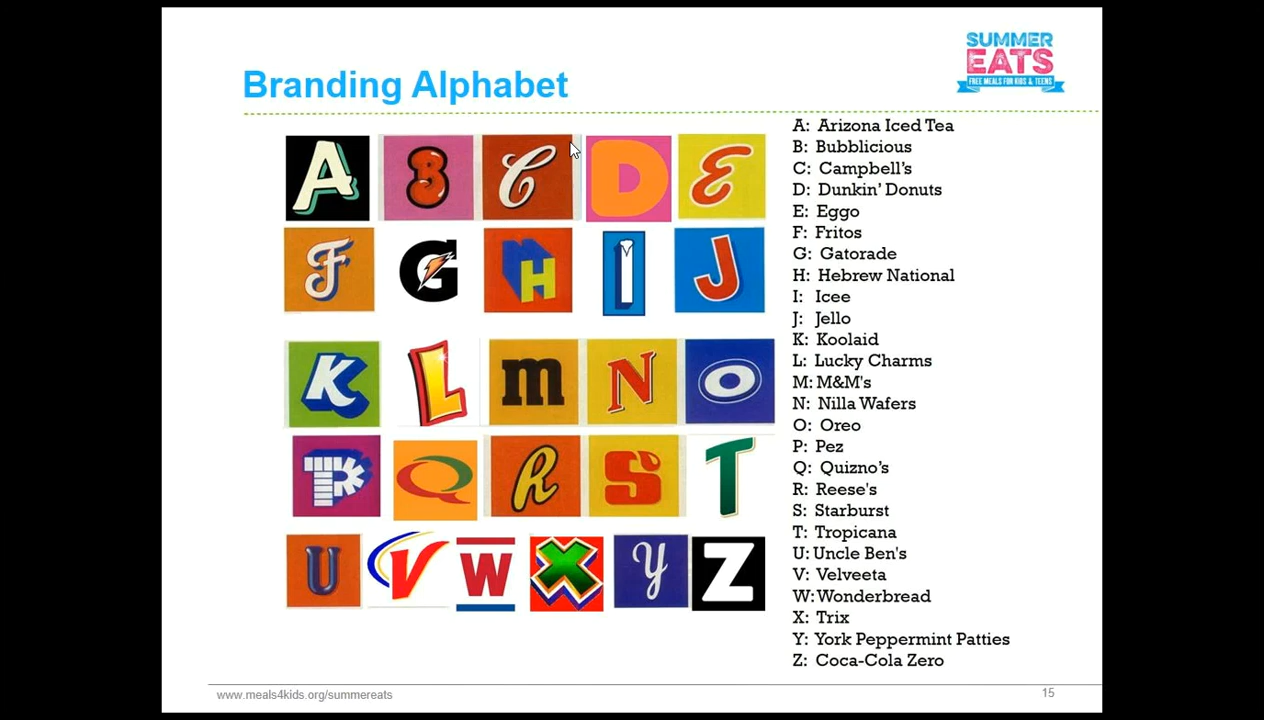 SUMMER
EATS
FREE MEALS FOR KIDS & TEENS
Branding Alphabet
A B C D E
F G H I J
K L m N O
P Q R S T
U V W X Y Z
A: Arizona Iced Tea
B: Bubblicious
C: Campbell's
D: Dunkin' Donuts
E: Eggo
F: Fritos
G: Gatorade
H: Hebrew National
I: Icee
J: Jello
K: Koolaid
L: Lucky Charms
M: M&M's
N: Nilla Wafers
O: Oreo
P: Pez
Q: Quizno's
R: Reese's
S: Starburst
T: Tropicana
U: Uncle Ben's
V: Velveeta
W: Wonderbread
X: Trix
Y: York Peppermint Patties
Z: Coca-Cola Zero
www.meals4kids.org/summereats
15